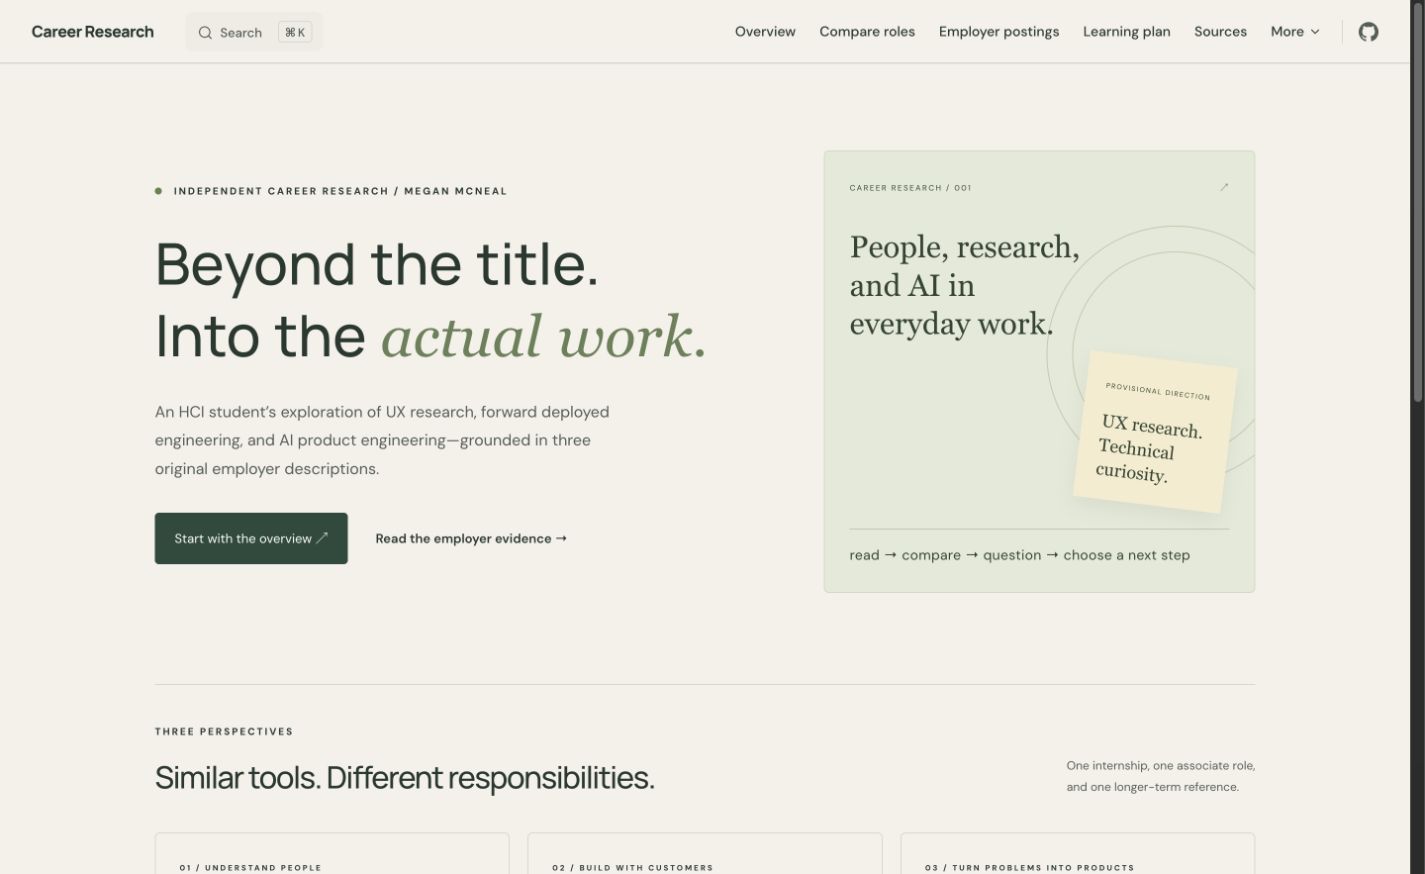 Career Research
Search ⌘ K
Overview
Compare roles
Employer postings
Learning plan
Sources
More
INDEPENDENT CAREER RESEARCH / MEGAN MCNEAL
Beyond the title.
Into the actual work.
An HCI student’s exploration of UX research, forward deployed
engineering, and AI product engineering—grounded in three
original employer descriptions.
Start with the overview ↗
Read the employer evidence →
CAREER RESEARCH / 001 ↗
People, research,
and AI in
everyday work.
PROVISIONAL DIRECTION
UX research.
Technical
curiosity.
read → compare → question → choose a next step
THREE PERSPECTIVES
Similar tools. Different responsibilities.
One internship, one associate role,
and one longer-term reference.
01 / UNDERSTAND PEOPLE
02 / BUILD WITH CUSTOMERS
03 / TURN PROBLEMS INTO PRODUCTS